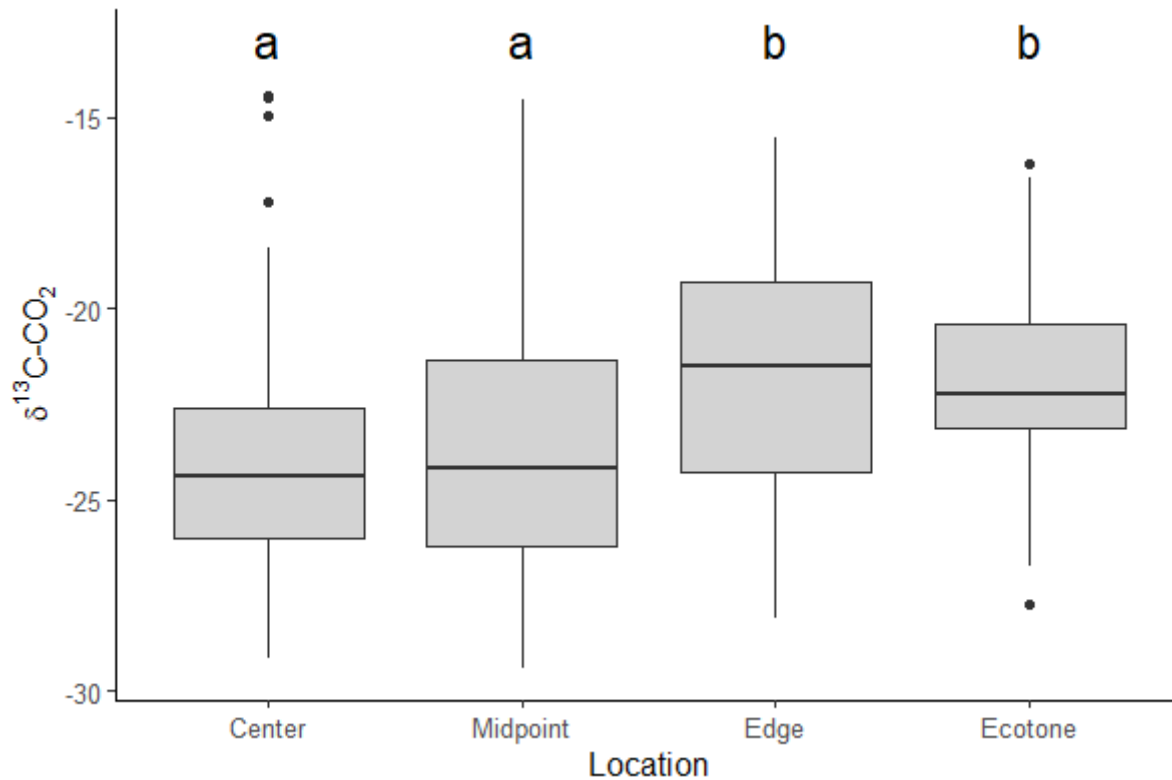 a a b b
δ¹³C-CO₂
-15
-20
-25
-30
Center Midpoint Edge Ecotone
Location